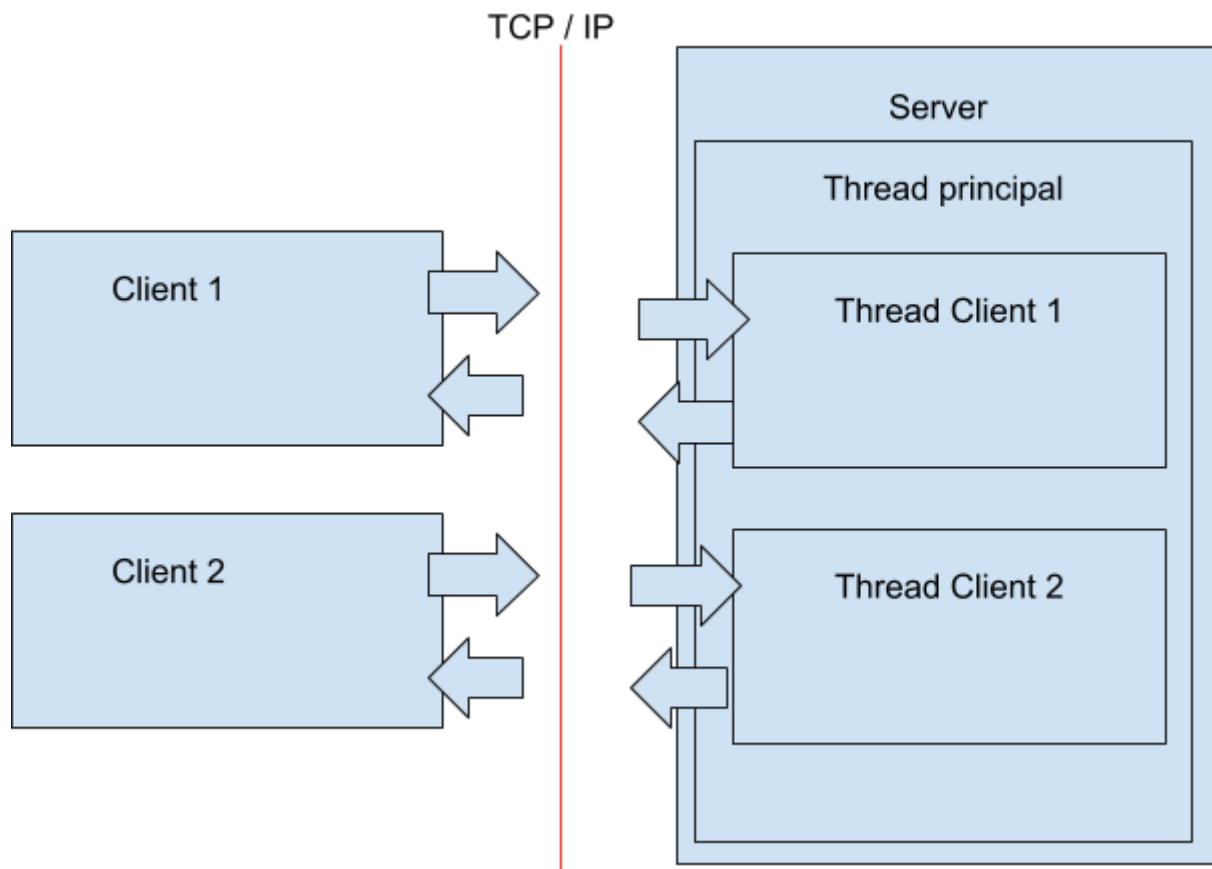 TCP / IP
Server
Thread principal
Client 1
Thread Client 1
Client 2
Thread Client 2